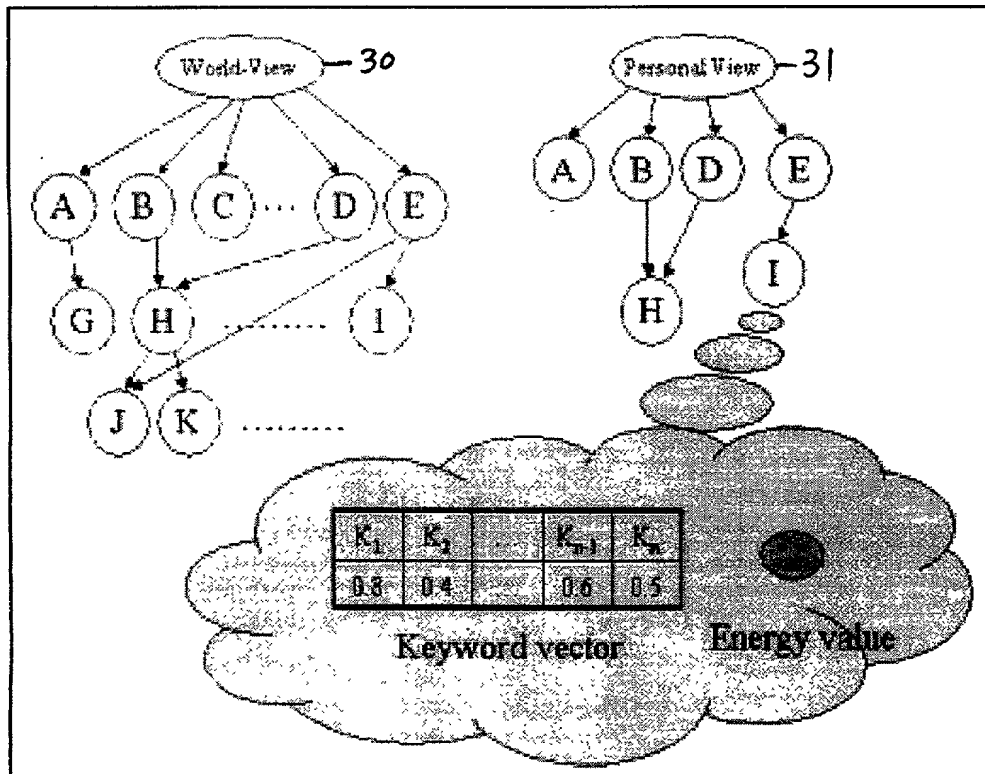 World-View 30
Personal View 31
A B C .... D E
A B D E
G H ......... I
H I
J K .........
K1 K2 ... Kn-1 Kn
0.8 0.4 0.6 0.5
Keyword vector
Energy value